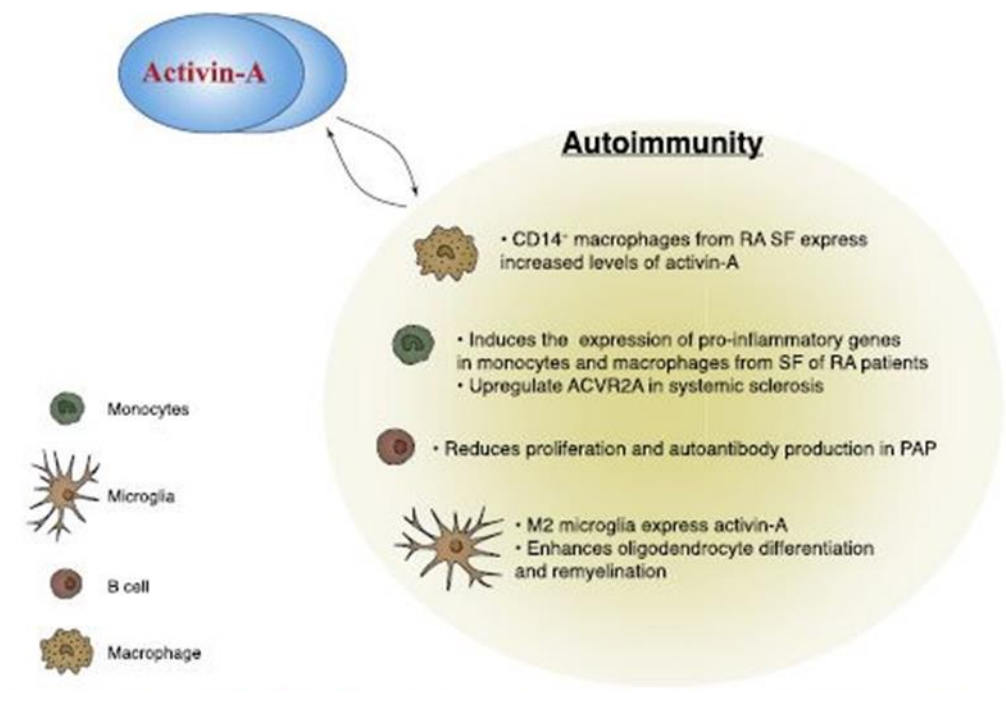 Activin-A
Autoimmunity
• CD14⁻ macrophages from RA SF express
increased levels of activin-A
• Induces the expression of pro-inflammatory genes
in monocytes and macrophages from SF of RA patients
• Upregulate ACVR2A in systemic sclerosis
• Reduces proliferation and autoantibody production in PAP
• M2 microglia express activin-A
• Enhances oligodendrocyte differentiation
and remyelination
Monocytes
Microglia
B cell
Macrophage